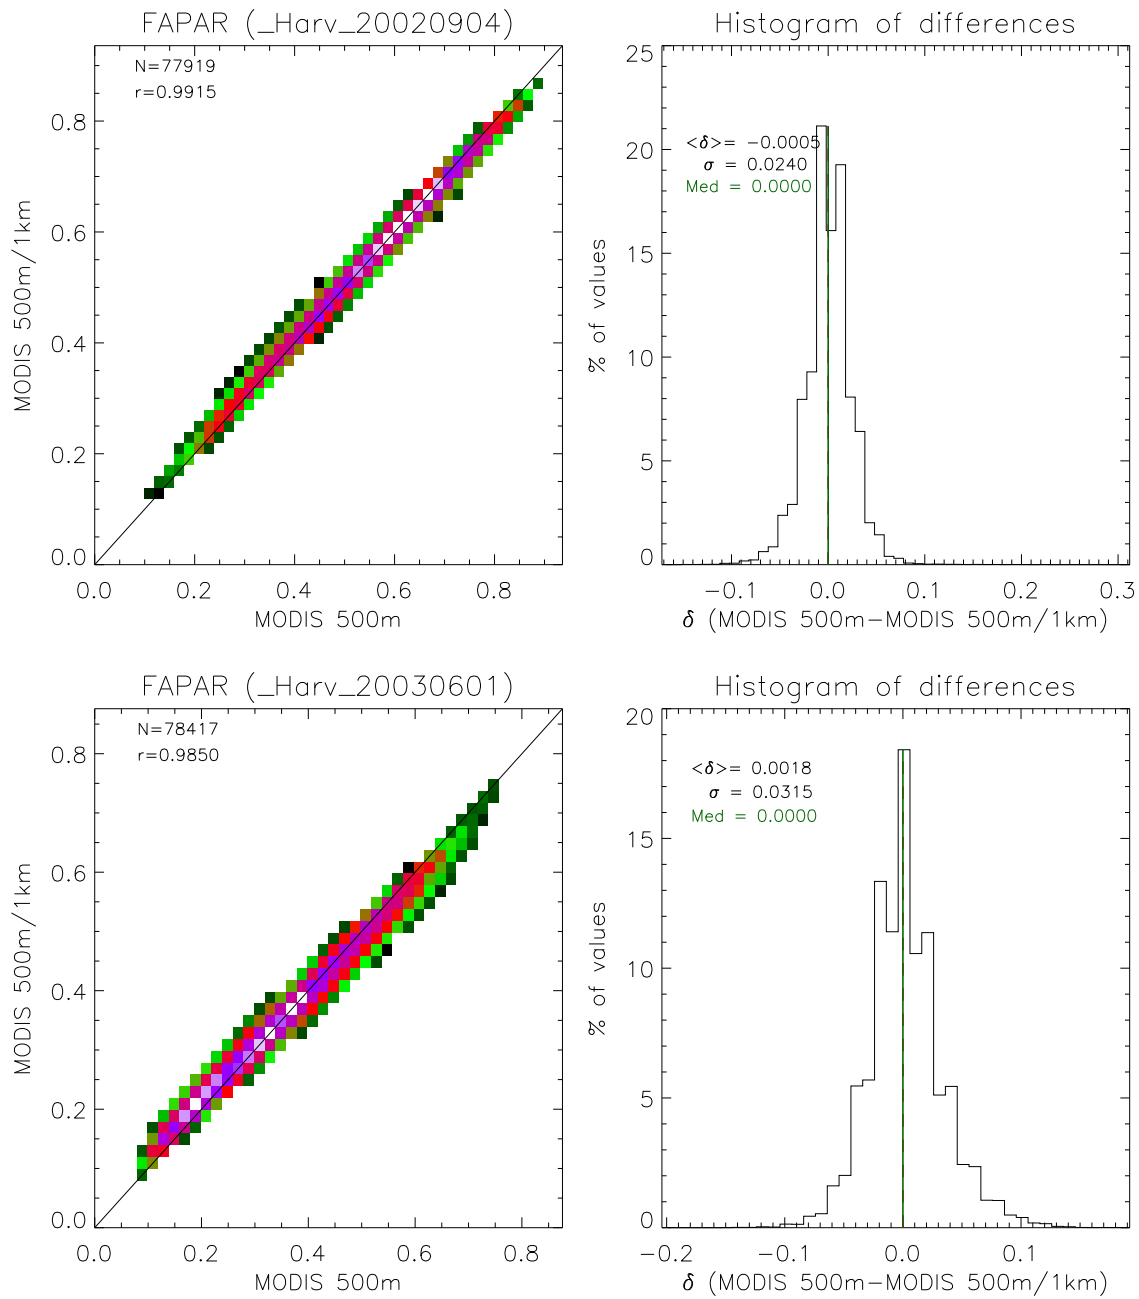 FAPAR (_Harv_20020904)
N=77919
r=0.9915
MODIS 500m/1km
0.8
0.6
0.4
0.2
0.0
0.0 0.2 0.4 0.6 0.8
MODIS 500m
Histogram of differences
<δ>= −0.0005
σ = 0.0240
Med = 0.0000
% of values
25
20
15
10
5
0
−0.1 0.0 0.1 0.2 0.3
δ (MODIS 500m−MODIS 500m/1km)
FAPAR (_Harv_20030601)
N=78417
r=0.9850
MODIS 500m/1km
0.8
0.6
0.4
0.2
0.0
0.0 0.2 0.4 0.6 0.8
MODIS 500m
Histogram of differences
<δ>= 0.0018
σ = 0.0315
Med = 0.0000
% of values
20
15
10
5
0
−0.2 −0.1 0.0 0.1
δ (MODIS 500m−MODIS 500m/1km)